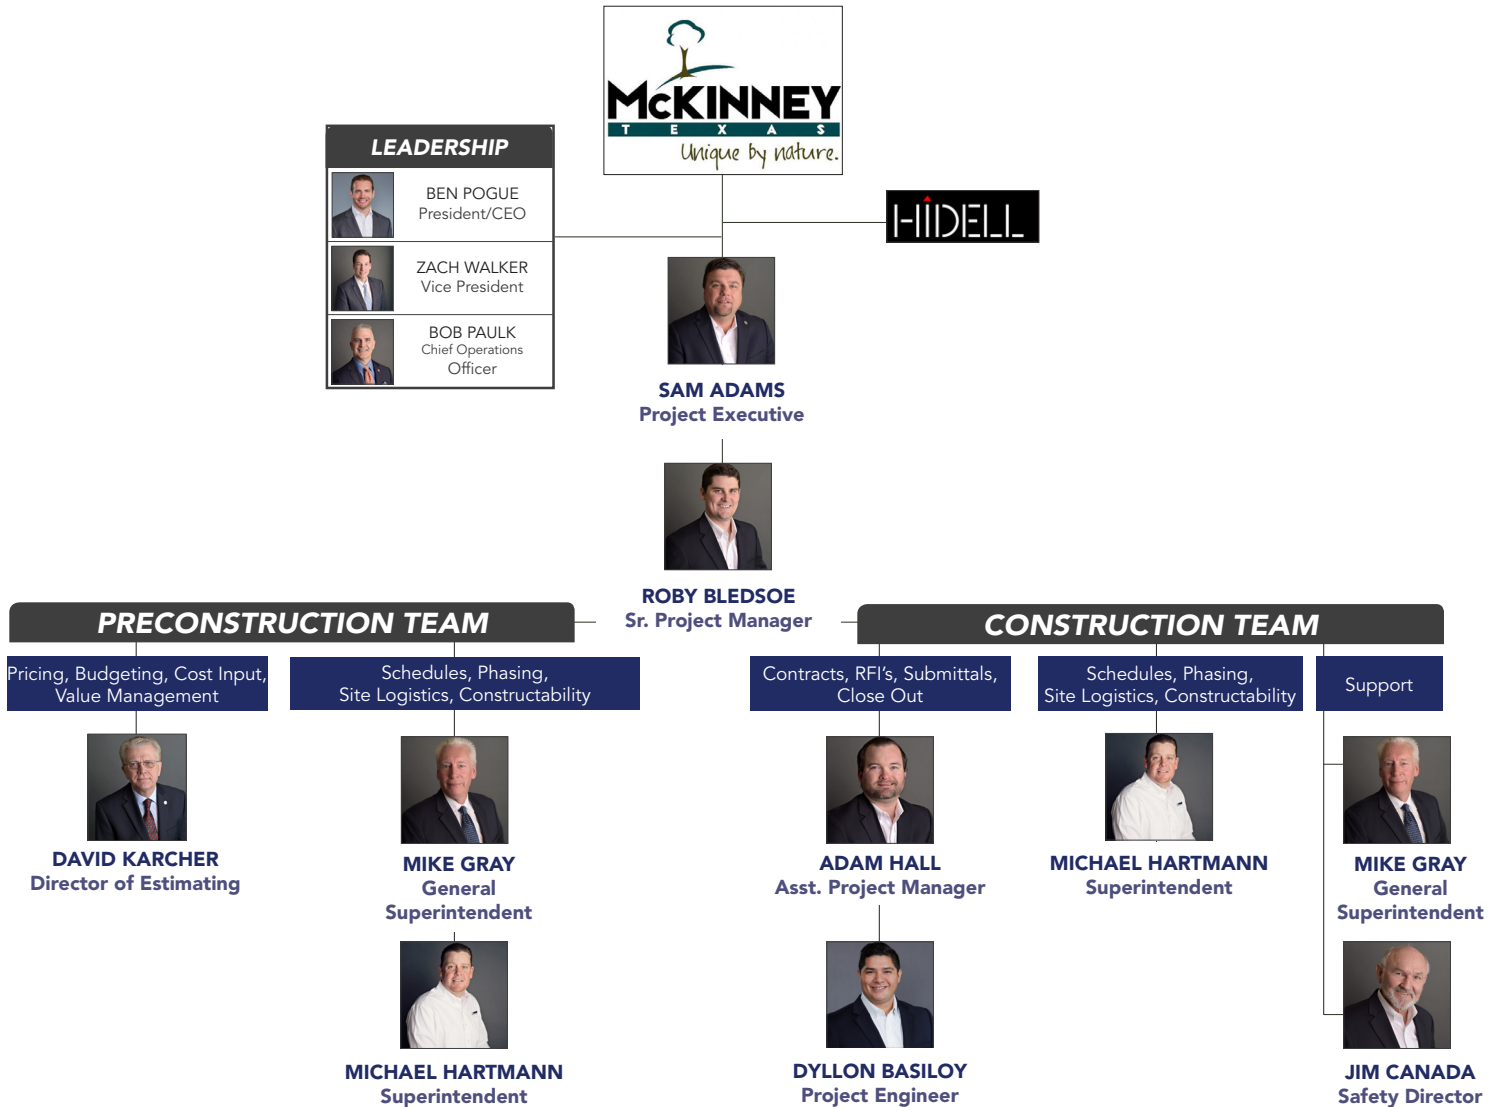 McKINNEY
TEXAS
Unique by nature.
LEADERSHIP
BEN POGUE
President/CEO
ZACH WALKER
Vice President
BOB PAULK
Chief Operations
Officer
HIDELL
SAM ADAMS
Project Executive
ROBY BLEDSOE
Sr. Project Manager
PRECONSTRUCTION TEAM
Pricing, Budgeting, Cost Input,
Value Management
DAVID KARCHER
Director of Estimating
Schedules, Phasing,
Site Logistics, Constructability
MIKE GRAY
General
Superintendent
MICHAEL HARTMANN
Superintendent
CONSTRUCTION TEAM
Contracts, RFI's, Submittals,
Close Out
ADAM HALL
Asst. Project Manager
DYLLON BASILOY
Project Engineer
Schedules, Phasing,
Site Logistics, Constructability
MICHAEL HARTMANN
Superintendent
Support
MIKE GRAY
General
Superintendent
JIM CANADA
Safety Director